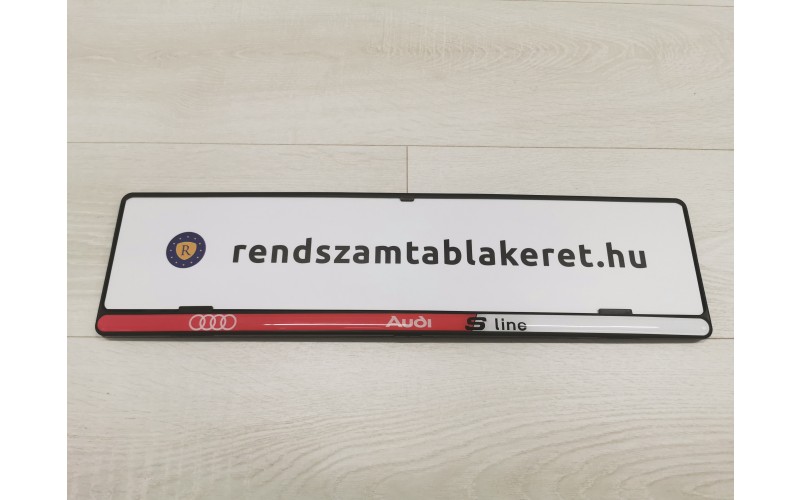 R rendszamtablakeret.hu
Audi S line